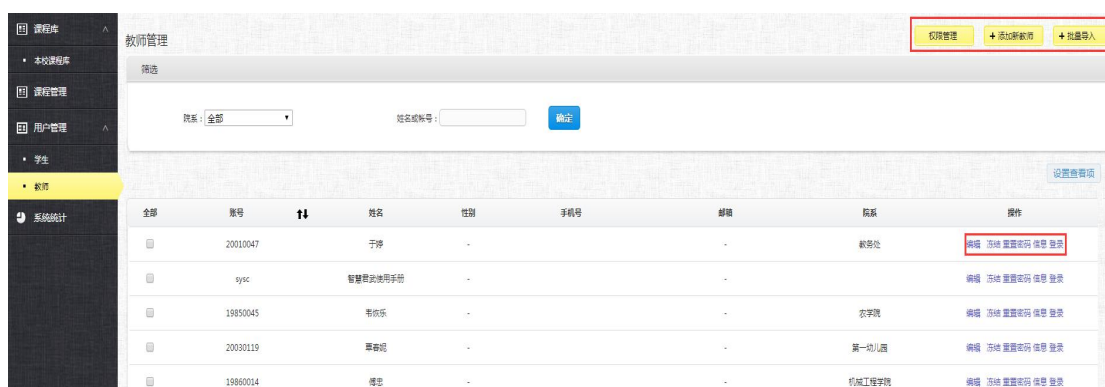 课程库
本校课程库
课程管理
用户管理
学生
教师
系统统计
教师管理
权限管理 + 添加新教师 + 批量导入
筛选
院系：全部 姓名或帐号： 确定
设置查看项
全部 账号 姓名 性别 手机号 邮箱 院系 操作
20010047 于婷 - - 教务处 编辑 冻结 重置密码 信息 登录
sysc 智慧君武使用手册 - - 编辑 冻结 重置密码 信息 登录
19850045 韦恢乐 - - 农学院 编辑 冻结 重置密码 信息 登录
20030119 覃春妮 - - 第一幼儿园 编辑 冻结 重置密码 信息 登录
19860014 傅忠 - - 机械工程学院 编辑 冻结 重置密码 信息 登录